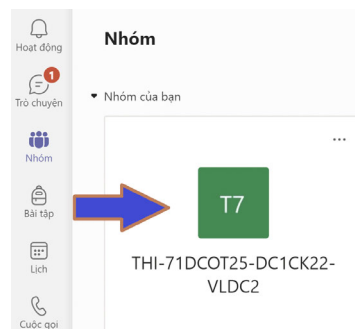 Hoạt động
Nhóm
1
Trò chuyện
Nhóm của bạn
Nhóm
T7
Bài tập
THI-71DCOT25-DC1CK22-
VLDC2
Lịch
Cuộc gọi